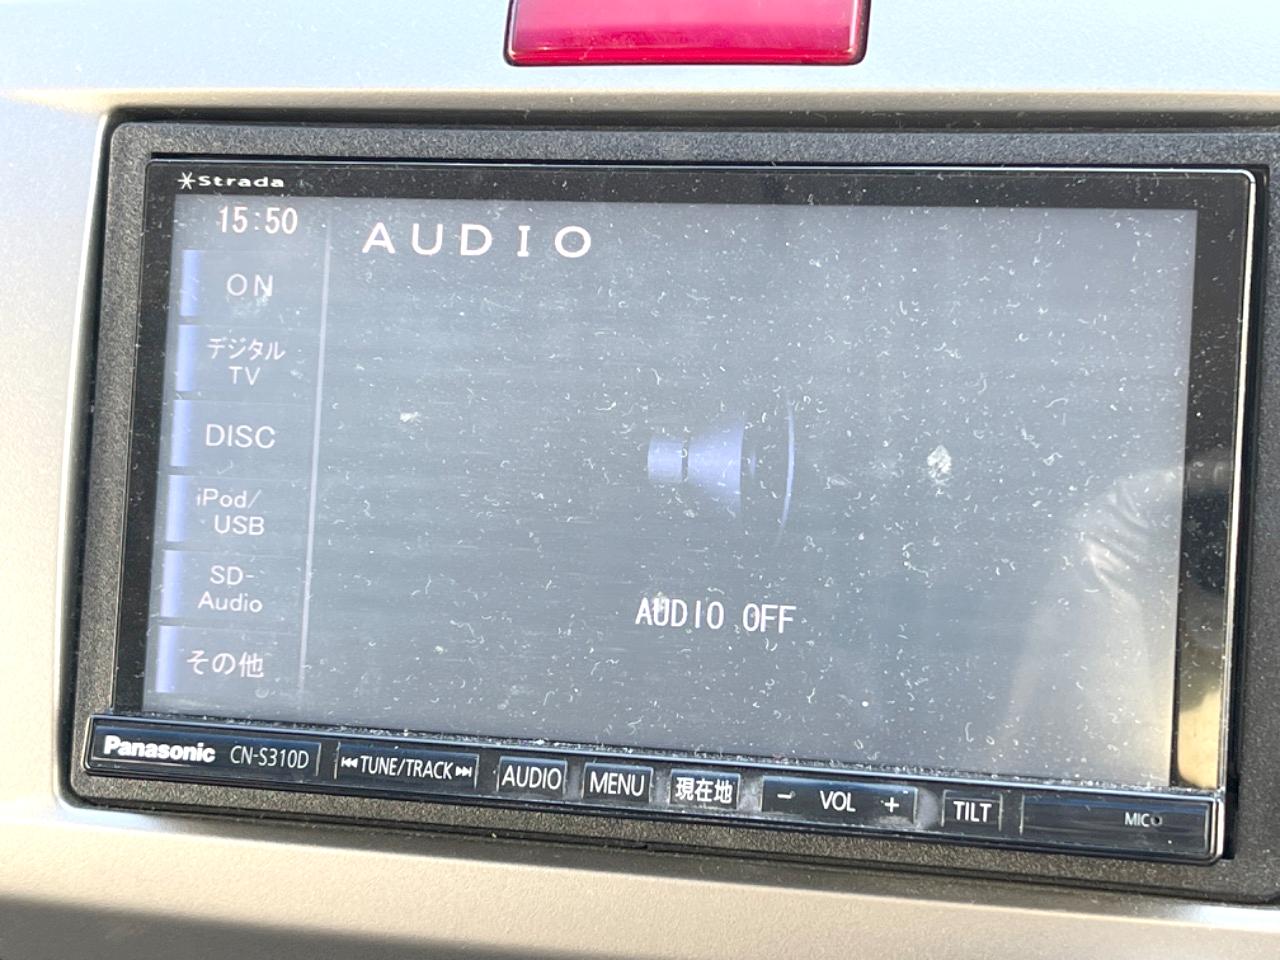 Strada
15:50
AUDIO
ON
デジタル
TV
DISC
iPod/
USB
SD-
Audio
その他
AUDIO OFF
Panasonic CN-S310D
TUNE/TRACK
AUDIO
MENU
現在地
− VOL +
TILT
MIC